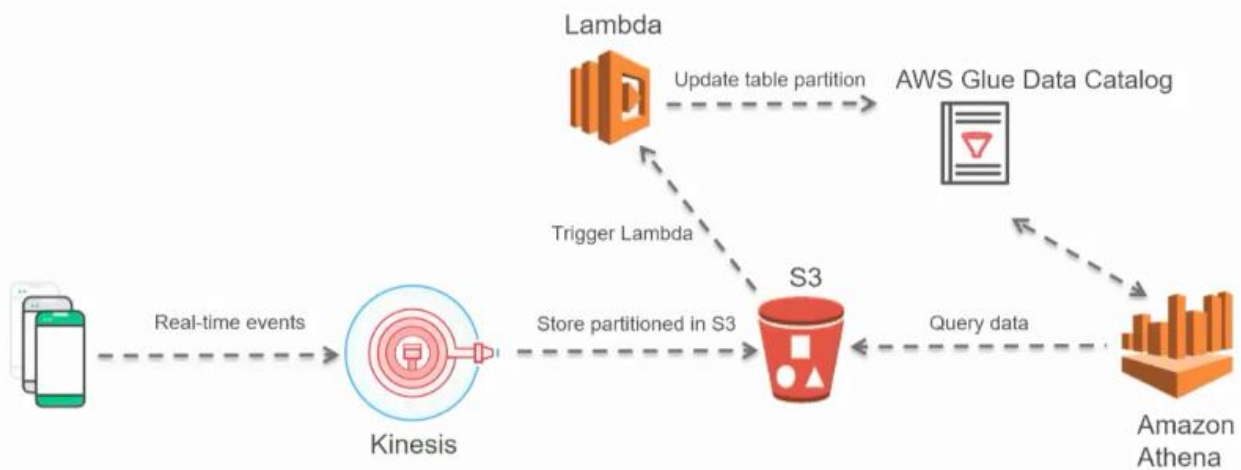 Lambda
Update table partition
AWS Glue Data Catalog
Trigger Lambda
S3
Real-time events
Store partitioned in S3
Query data
Kinesis
Amazon
Athena